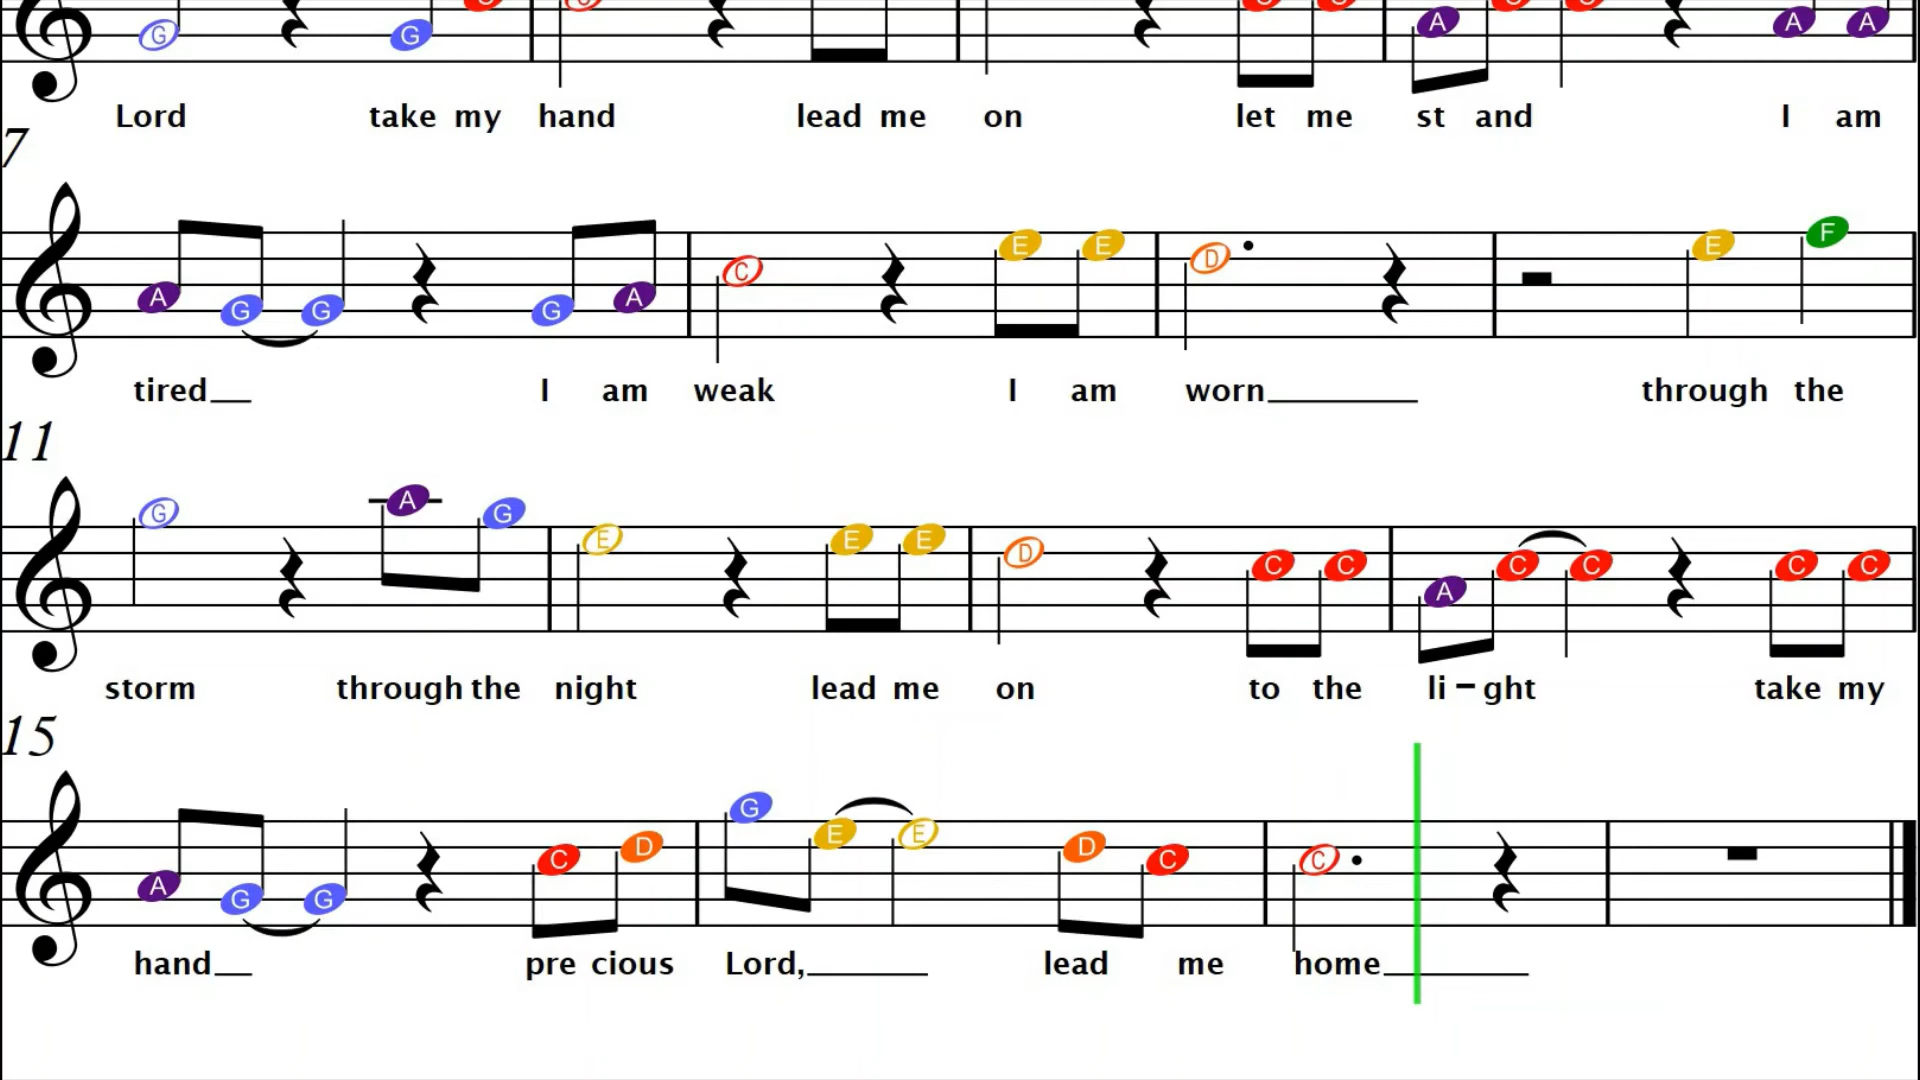 G G C A C C A A
Lord take my hand lead me on let me st and I am
7
A G G G A C E E D E F
tired__ I am weak I am worn________ through the
11
G A G E E E D C C A C C C C
storm through the night lead me on to the li-ght take my
15
A G G C D G E E D C C
hand__ pre cious Lord,______ lead me home_______